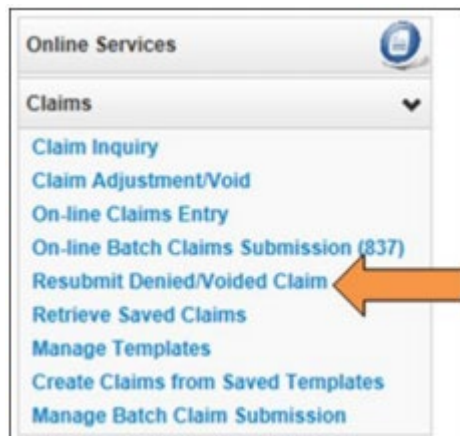 Online Services
Claims
Claim Inquiry
Claim Adjustment/Void
On-line Claims Entry
On-line Batch Claims Submission (837)
Resubmit Denied/Voided Claim
Retrieve Saved Claims
Manage Templates
Create Claims from Saved Templates
Manage Batch Claim Submission